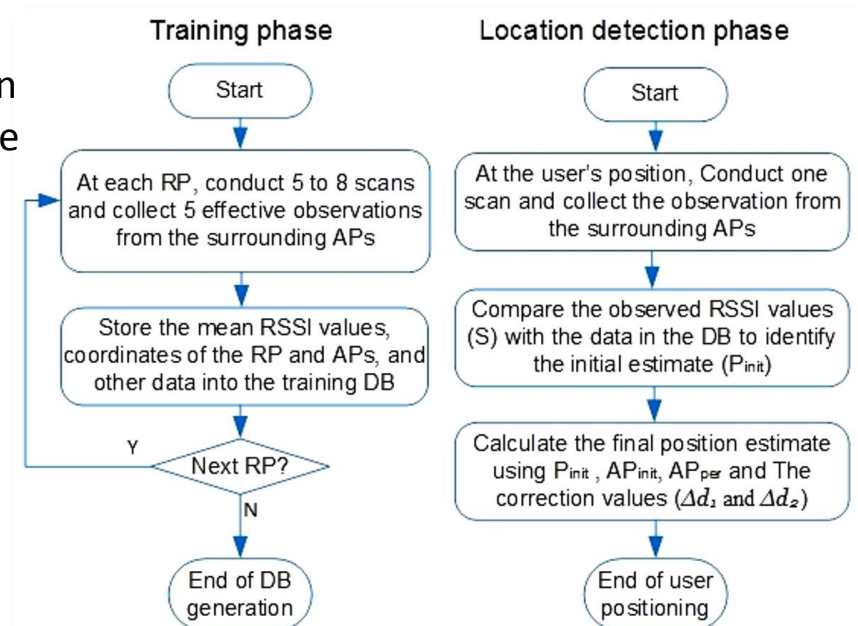 n
e
Training phase
Start
At each RP, conduct 5 to 8 scans
and collect 5 effective observations
from the surrounding APs
Store the mean RSSI values,
coordinates of the RP and APs, and
other data into the training DB
Y
Next RP?
N
End of DB
generation
Location detection phase
Start
At the user's position, Conduct one
scan and collect the observation from
the surrounding APs
Compare the observed RSSI values
(S) with the data in the DB to identify
the initial estimate (Pinit)
Calculate the final position estimate
using Pinit , APinit, APper and The
correction values (Δd₁ and Δd₂)
End of user
positioning